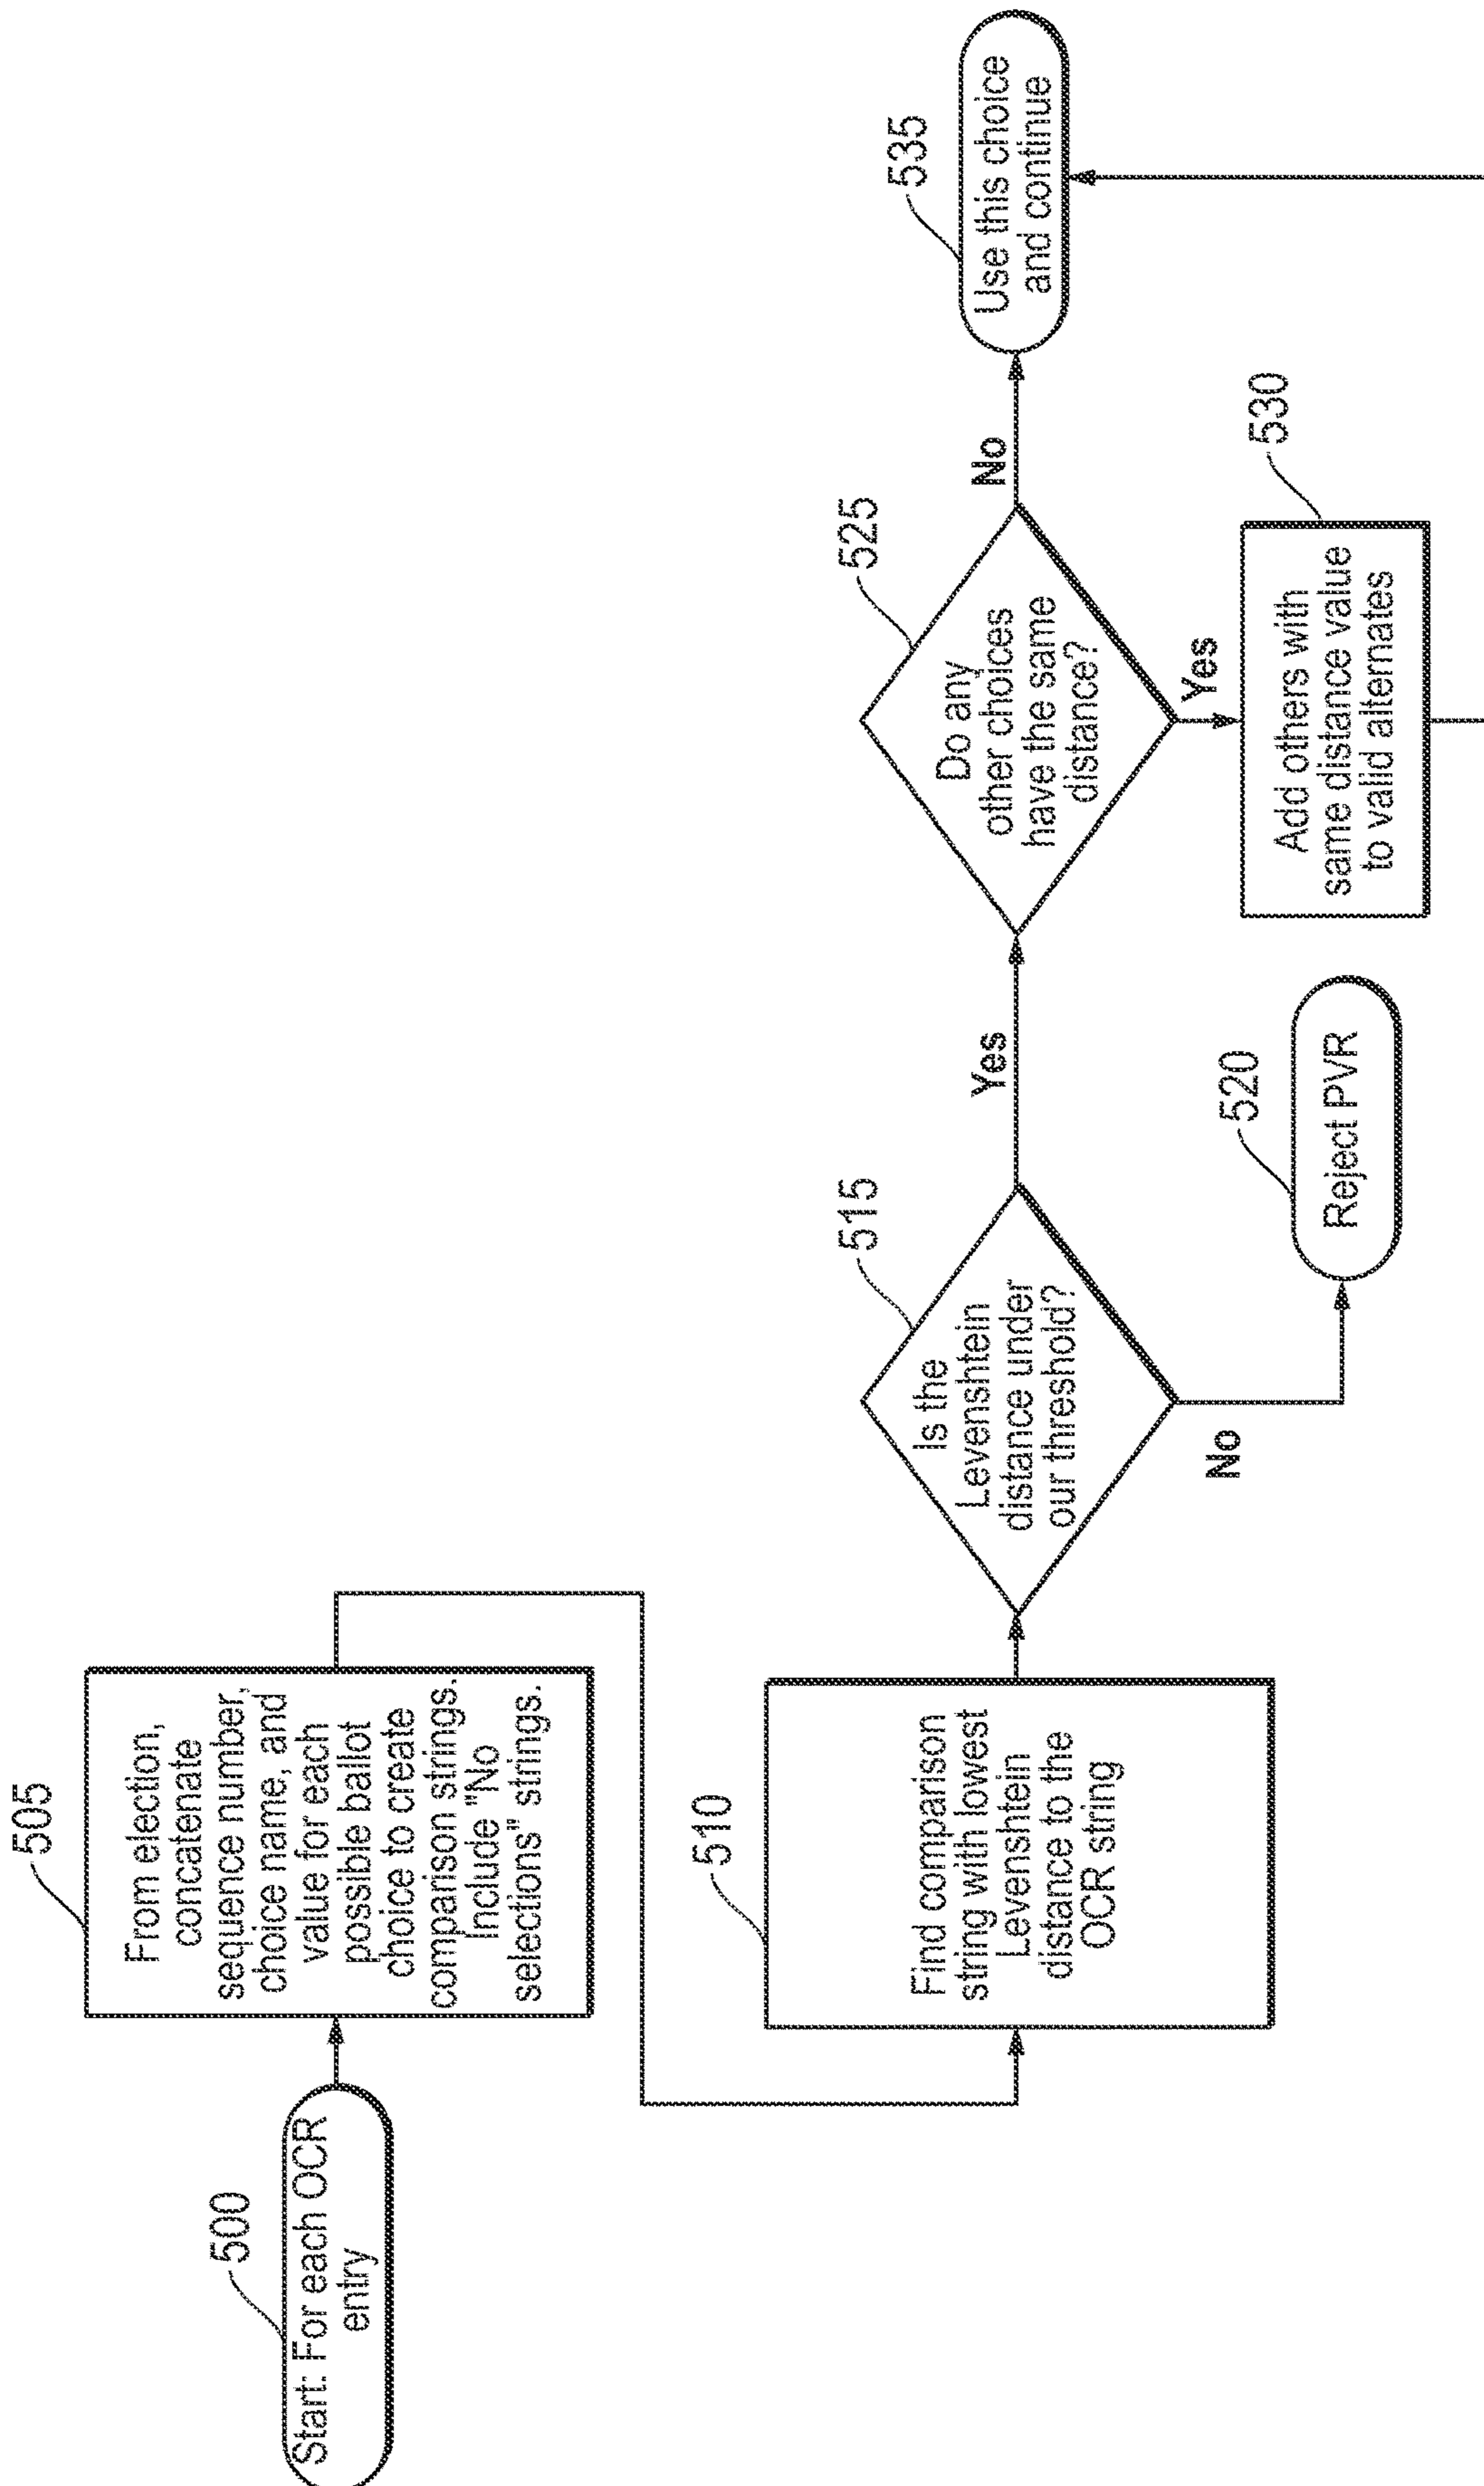 500
Start: For each OCR
entry
505
From election,
concatenate
sequence number,
choice name, and
value for each
possible ballot
choice to create
comparison strings.
Include "No
selections" strings.
510
Find comparison
string with lowest
Levenshtein
distance to the
OCR string
515
Is the
Levenshtein
distance under
our threshold?
No
520
Reject PVR
Yes
525
Do any
other choices
have the same
distance?
Yes
530
Add others with
same distance value
to valid alternates
No
535
Use this choice
and continue